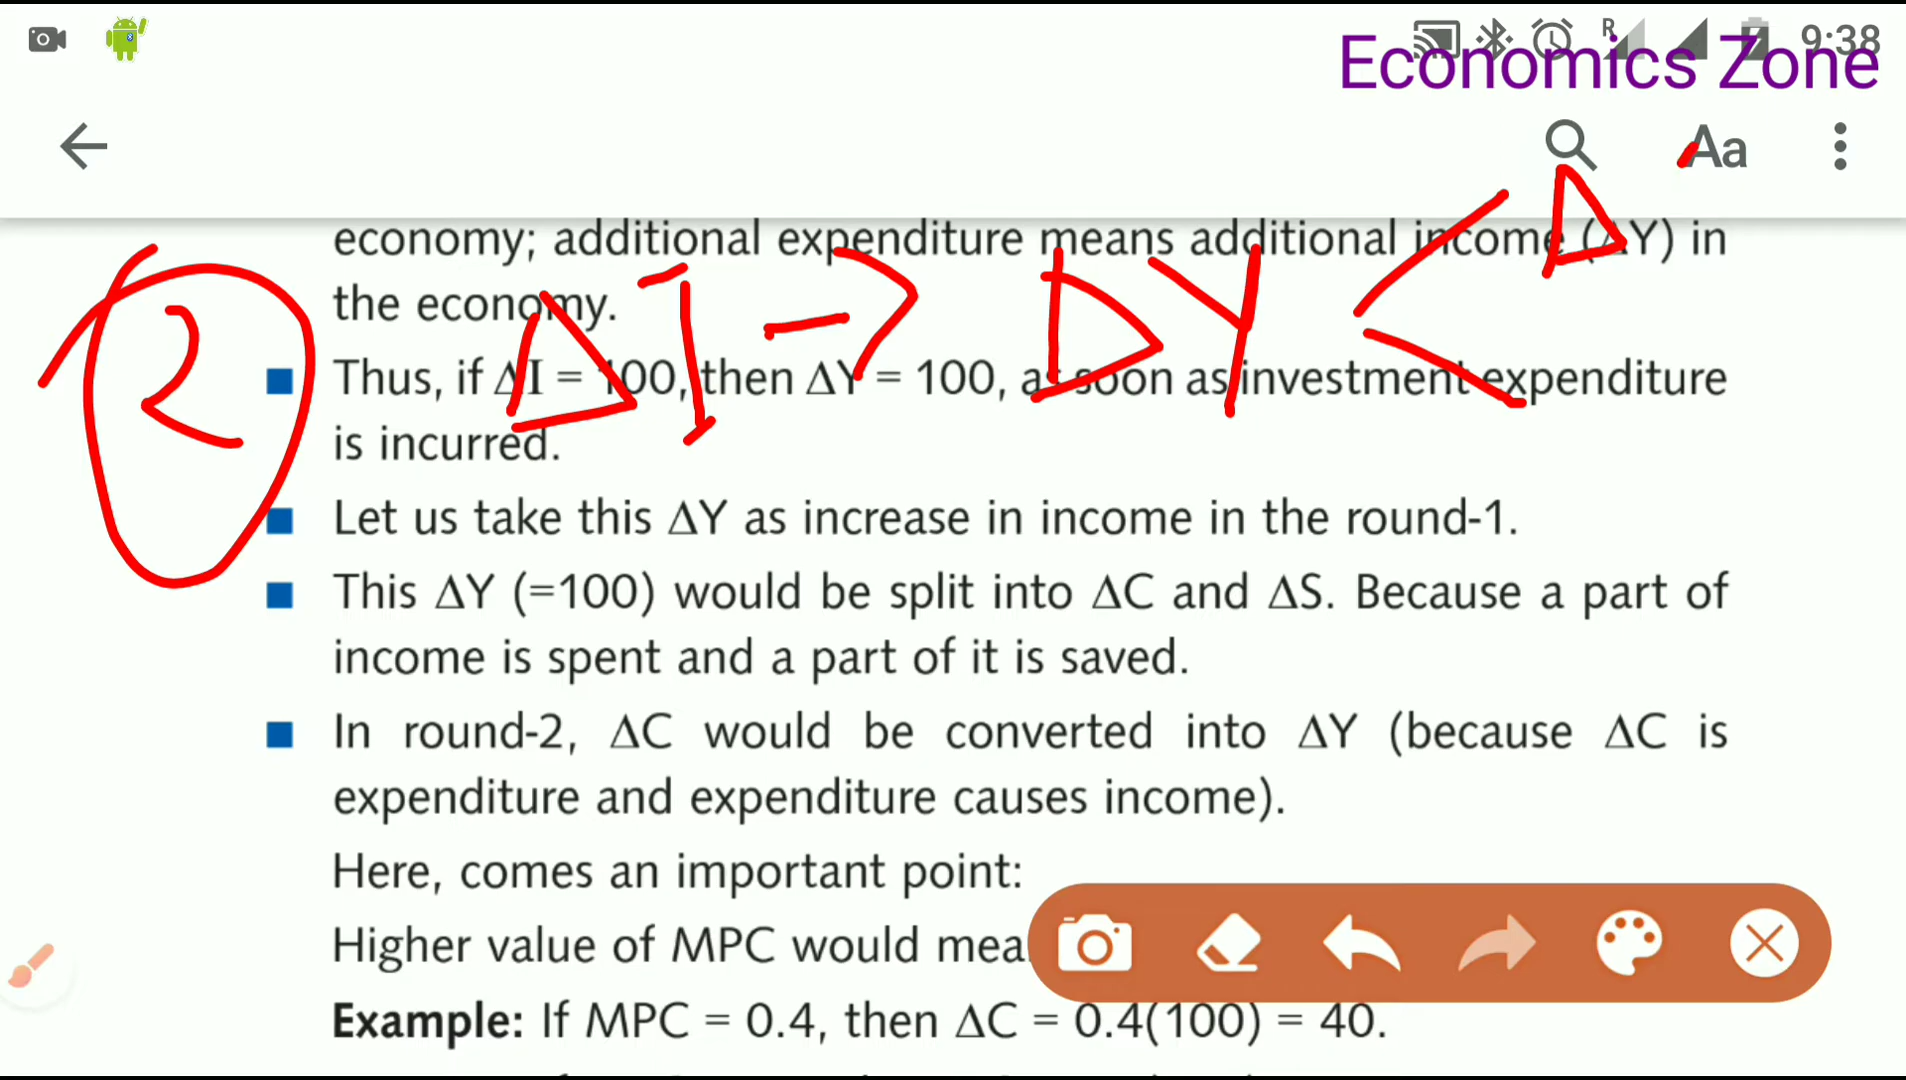 R
9:38
Economics Zone
Aa
economy; additional expenditure means additional income (ΔY) in
the economy.
2
ΔI → ΔY < Δ
Thus, if ΔI = 100, then ΔY = 100, as soon as investment expenditure
is incurred.
Let us take this ΔY as increase in income in the round-1.
This ΔY (=100) would be split into ΔC and ΔS. Because a part of
income is spent and a part of it is saved.
In round-2, ΔC would be converted into ΔY (because ΔC is
expenditure and expenditure causes income).
Here, comes an important point:
Higher value of MPC would
Example: If MPC = 0.4, then ΔC = 0.4(100) = 40.